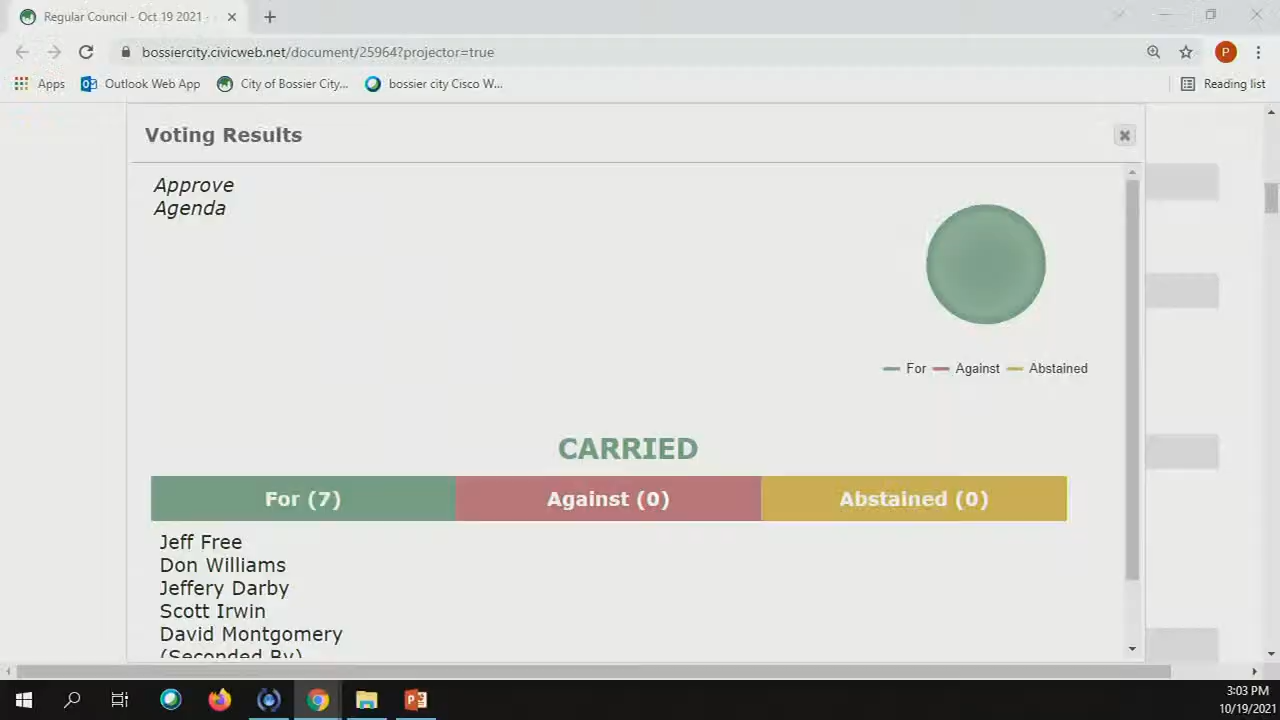 Regular Council - Oct 19 2021 -
bossiercity.civicweb.net/document/25964?projector=true
P
Apps
Outlook Web App
City of Bossier City...
bossier city Cisco W...
Reading list
Voting Results
Approve
Agenda
For
Against
Abstained
CARRIED
For (7)
Against (0)
Abstained (0)
Jeff Free
Don Williams
Jeffery Darby
Scott Irwin
David Montgomery
(Seconded By)
3:03 PM
10/19/2021